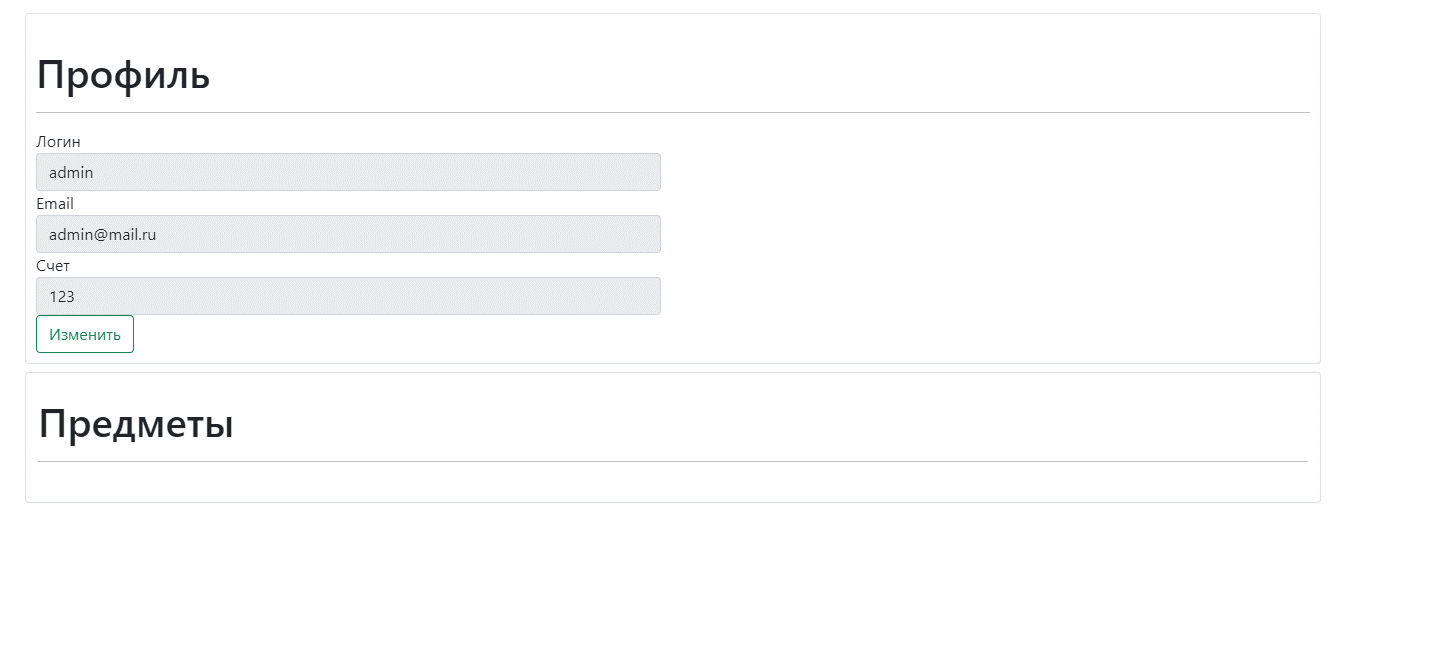 Профиль
Логин
admin
Email
admin@mail.ru
Счет
123
Изменить
Предметы